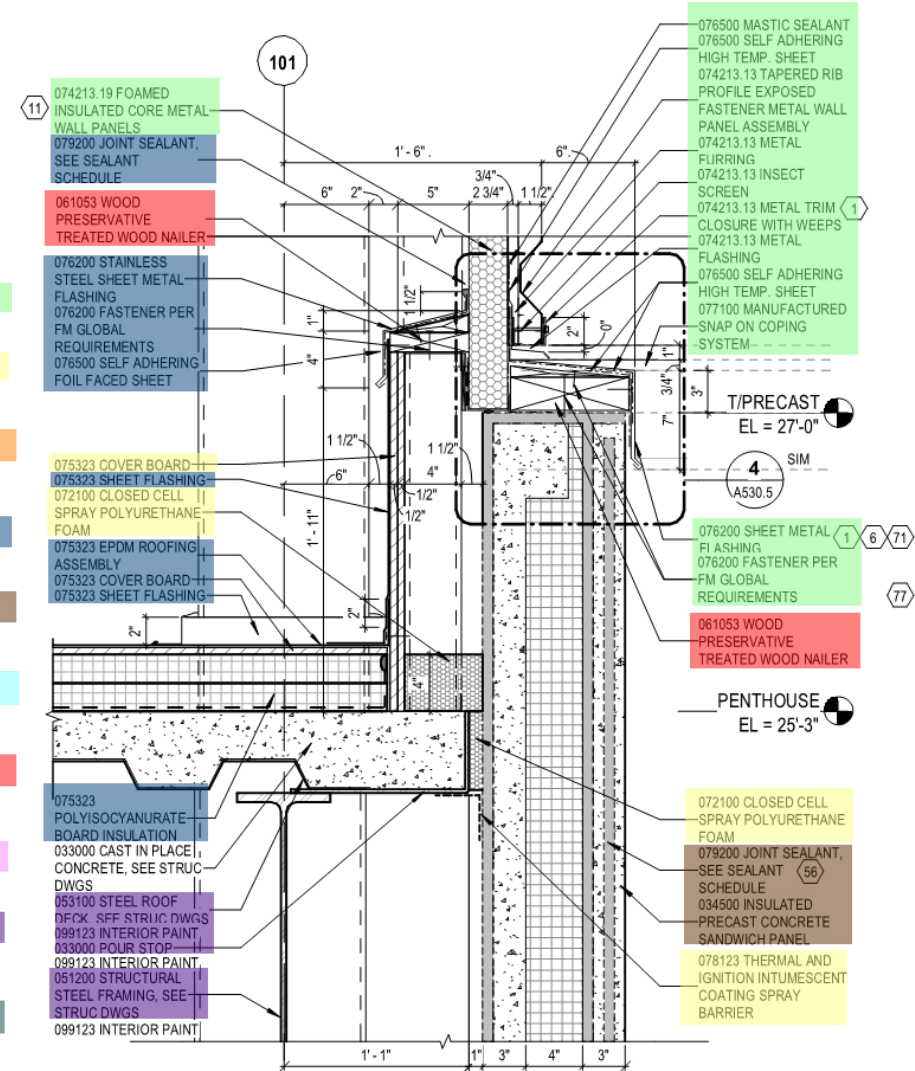 101
11
074213.19 FOAMED
INSULATED CORE METAL
WALL PANELS
079200 JOINT SEALANT,
SEE SEALANT
SCHEDULE
061053 WOOD
PRESERVATIVE
TREATED WOOD NAILER
076200 STAINLESS
STEEL SHEET METAL
FLASHING
076200 FASTENER PER
FM GLOBAL
REQUIREMENTS
076500 SELF ADHERING
FOIL FACED SHEET
075323 COVER BOARD
075323 SHEET FLASHING
072100 CLOSED CELL
SPRAY POLYURETHANE
FOAM
075323 EPDM ROOFING
ASSEMBLY
075323 COVER BOARD
075323 SHEET FLASHING
075323
POLYISOCYANURATE
BOARD INSULATION
033000 CAST IN PLACE
CONCRETE, SEE STRUC
DWGS
053100 STEEL ROOF
DECK, SEE STRUC DWGS
099123 INTERIOR PAINT
033000 POUR STOP
099123 INTERIOR PAINT
051200 STRUCTURAL
STEEL FRAMING, SEE
STRUC DWGS
099123 INTERIOR PAINT
1' - 6".
6".
3/4"
6"
2"
5"
2 3/4"
1 1/2"
1 1/2"
1"
4"
2"
0"
1"
3/4"
3"
7"
1 1/2"
1 1/2"
6"
4"
1/2"
1/2"
1' - 11"
2"
2"
4"
1' - 1"
1"
3"
4"
3"
076500 MASTIC SEALANT
076500 SELF ADHERING
HIGH TEMP. SHEET
074213.13 TAPERED RIB
PROFILE EXPOSED
FASTENER METAL WALL
PANEL ASSEMBLY
074213.13 METAL
FURRING
074213.13 INSECT
SCREEN
074213.13 METAL TRIM 1
CLOSURE WITH WEEPS
074213.13 METAL
FLASHING
076500 SELF ADHERING
HIGH TEMP. SHEET
077100 MANUFACTURED
SNAP ON COPING
SYSTEM
T/PRECAST
EL = 27'-0"
4 SIM
A530.5
076200 SHEET METAL 1 6 71
FLASHING
076200 FASTENER PER
FM GLOBAL
REQUIREMENTS 77
061053 WOOD
PRESERVATIVE
TREATED WOOD NAILER
PENTHOUSE
EL = 25'-3"
072100 CLOSED CELL
SPRAY POLYURETHANE
FOAM
079200 JOINT SEALANT,
SEE SEALANT 56
SCHEDULE
034500 INSULATED
PRECAST CONCRETE
SANDWICH PANEL
078123 THERMAL AND
IGNITION INTUMESCENT
COATING SPRAY
BARRIER